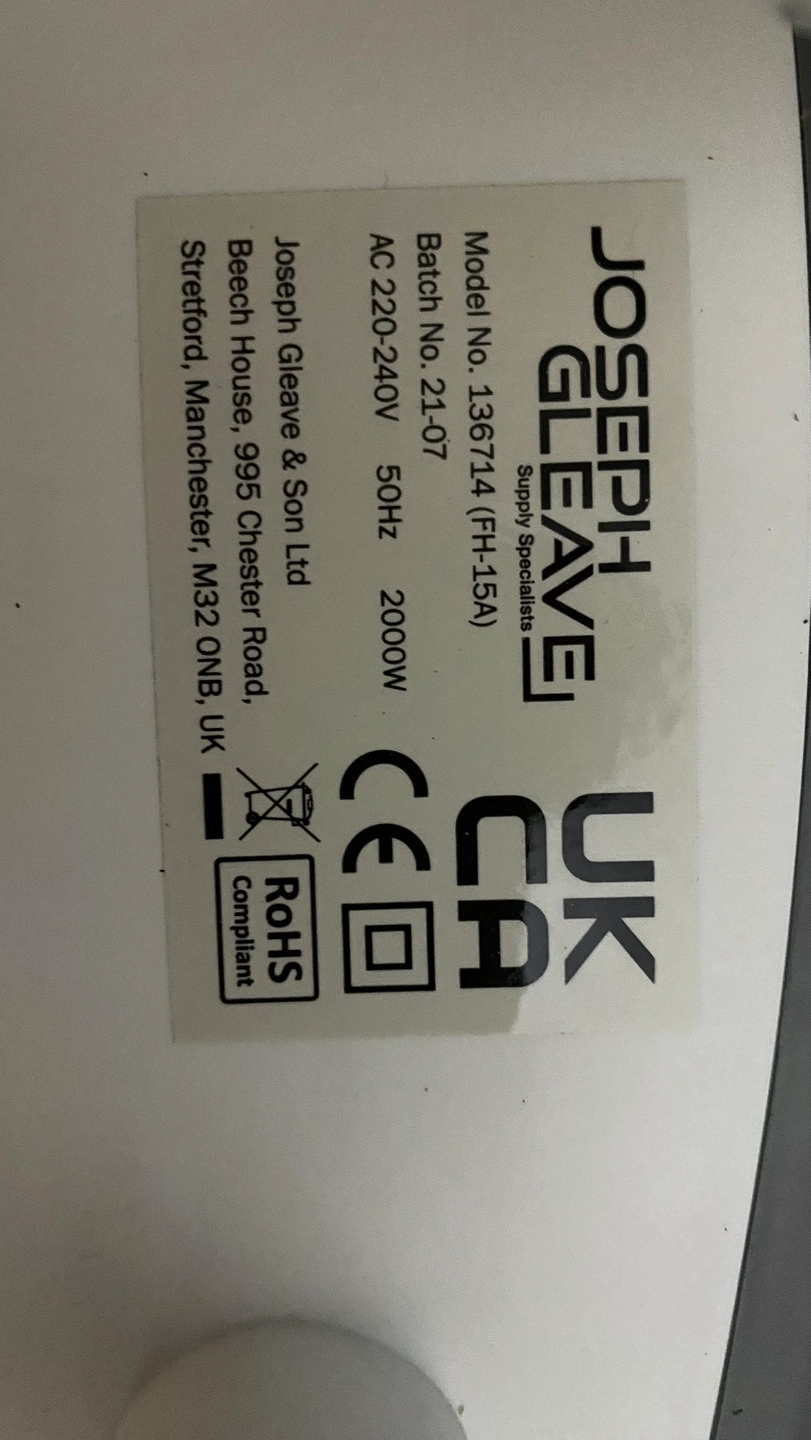 JOSEPH
GLEAVE
Supply Specialists
UK
CA
Model No. 136714 (FH-15A)
Batch No. 21-07
AC 220-240V 50Hz 2000W
CE
Joseph Gleave & Son Ltd
Beech House, 995 Chester Road,
Stretford, Manchester, M32 0NB, UK
RoHS
Compliant